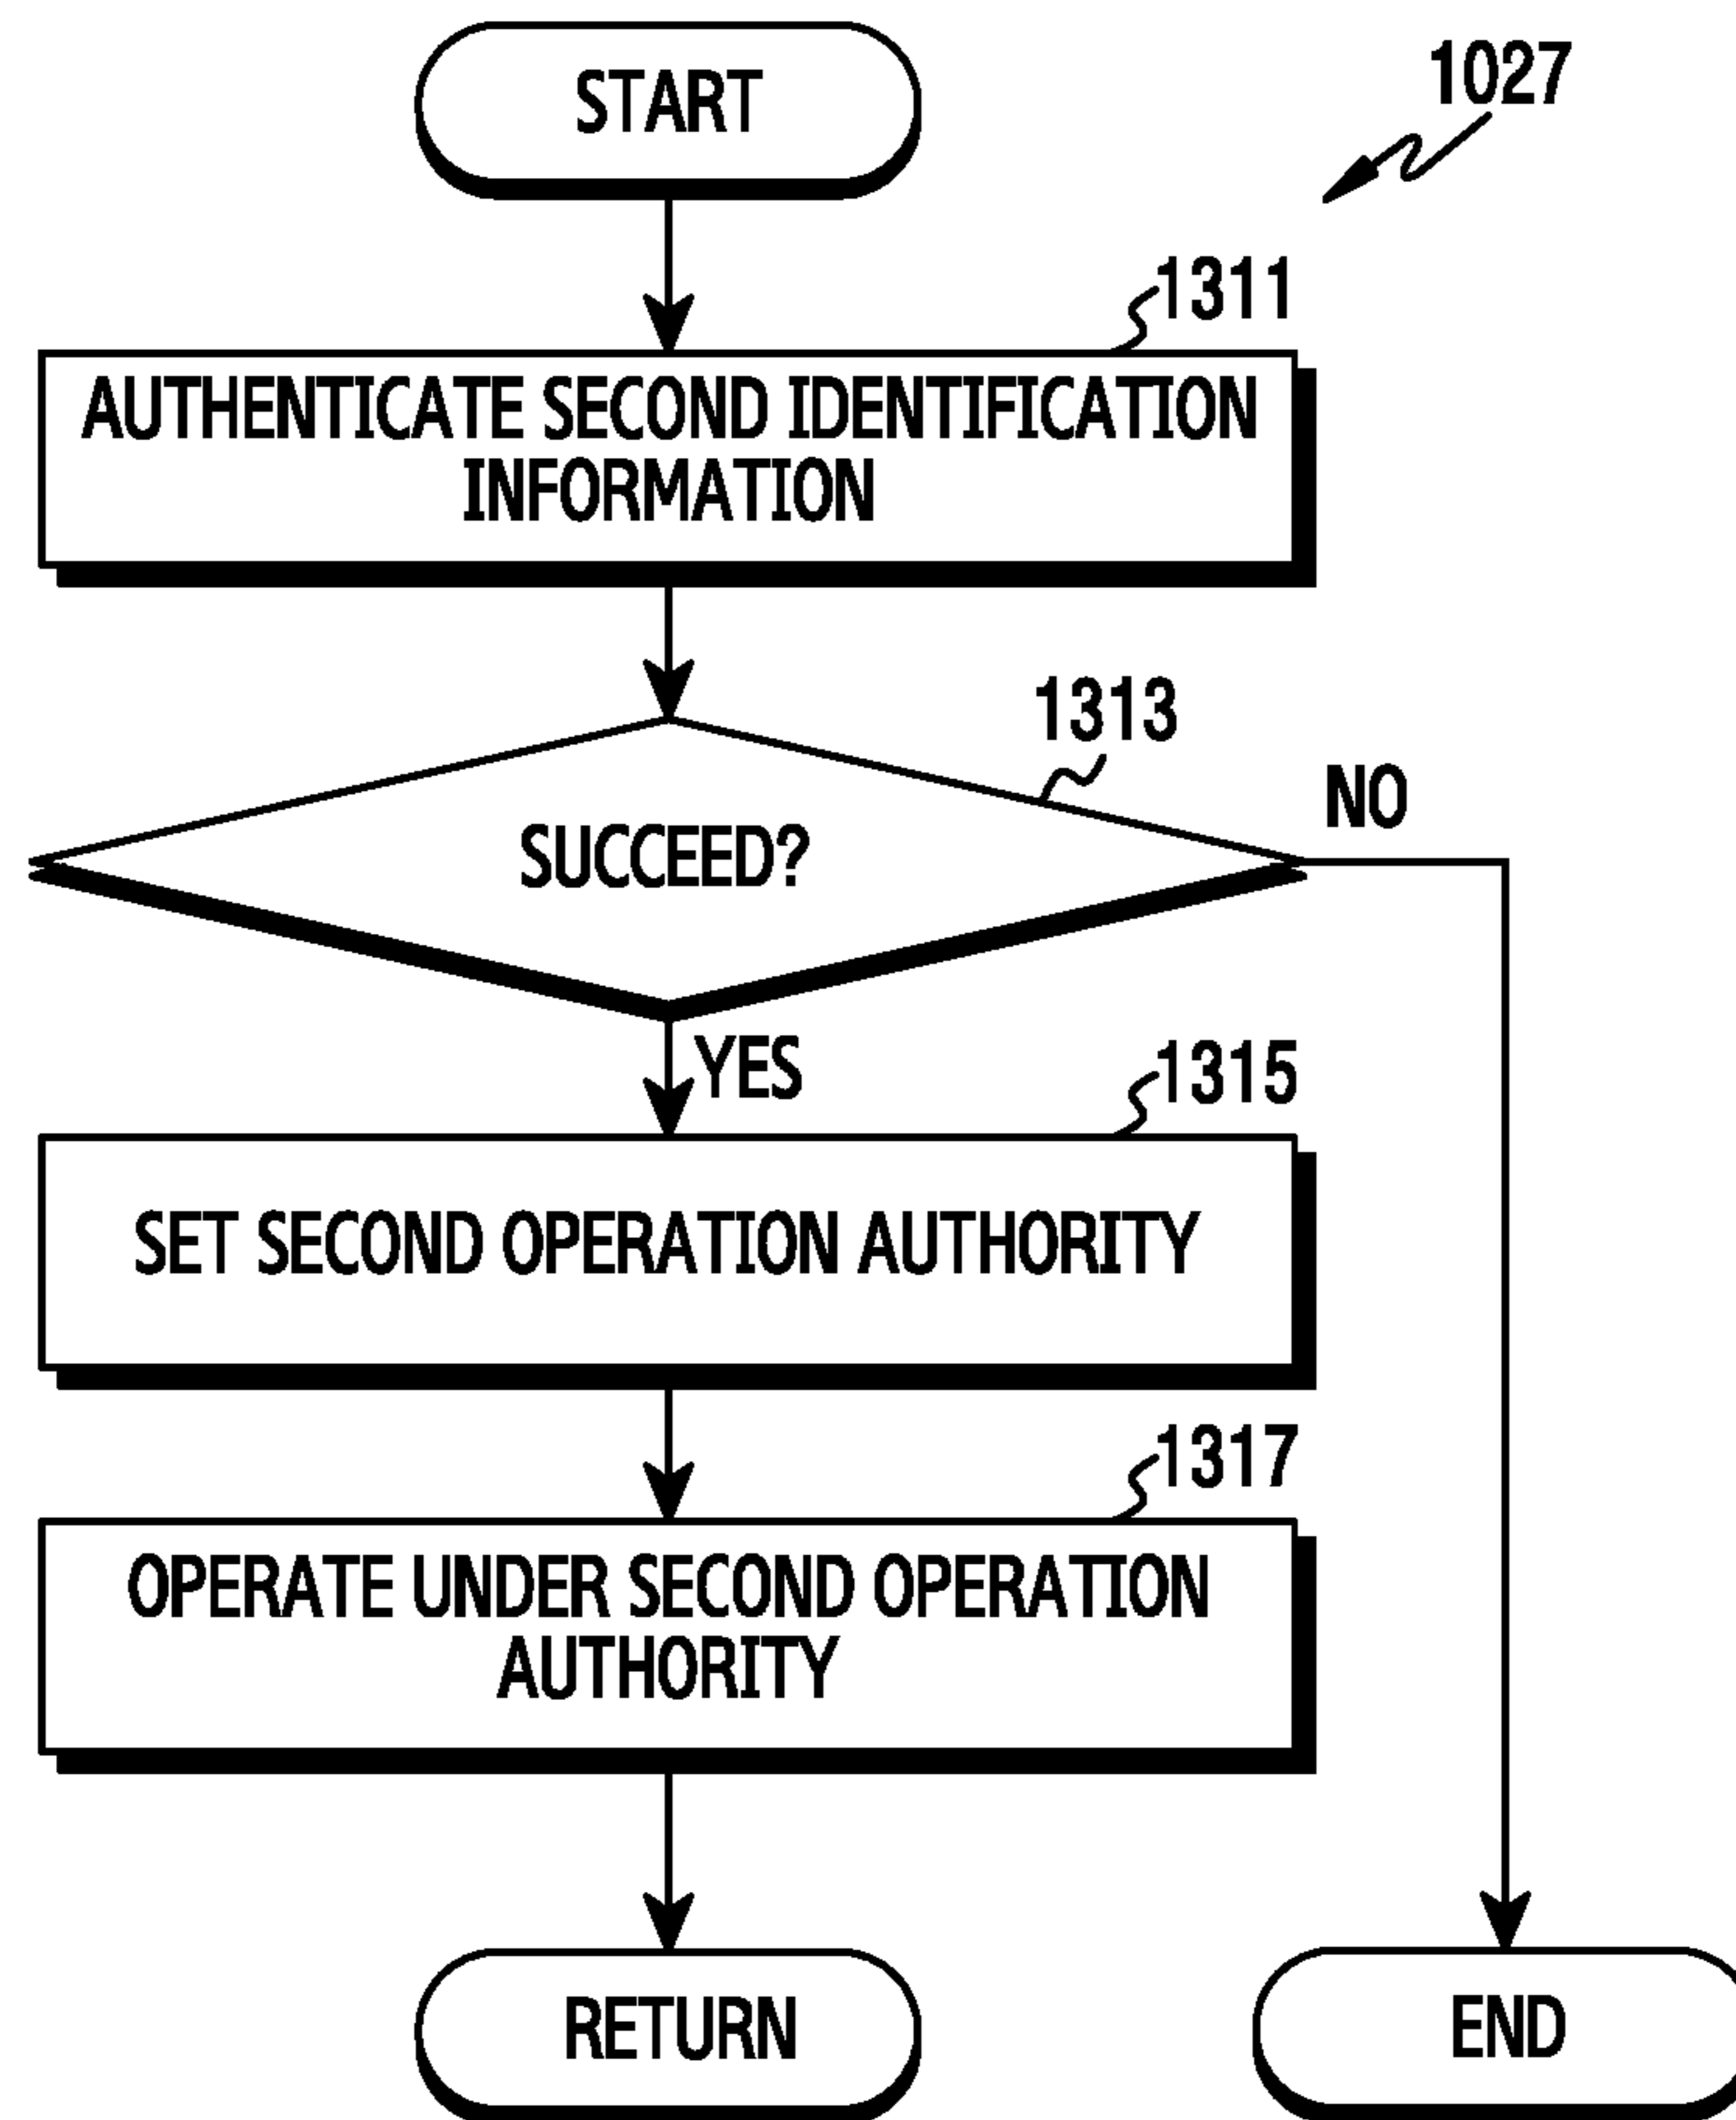 START
1027
1311
AUTHENTICATE SECOND IDENTIFICATION
INFORMATION
1313
NO
SUCCEED?
YES
1315
SET SECOND OPERATION AUTHORITY
1317
OPERATE UNDER SECOND OPERATION
AUTHORITY
RETURN
END